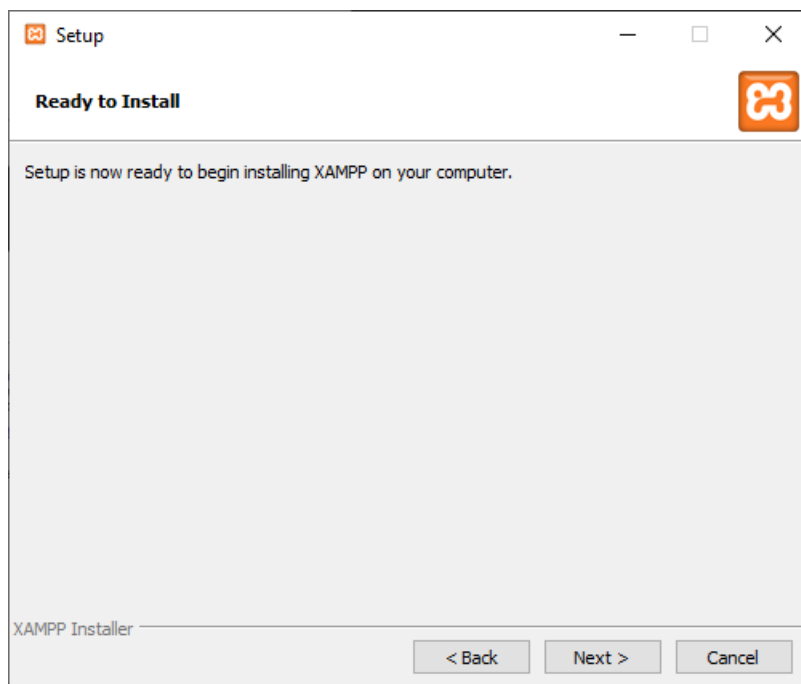 Setup
Ready to Install
Setup is now ready to begin installing XAMPP on your computer.
XAMPP Installer
< Back
Next >
Cancel